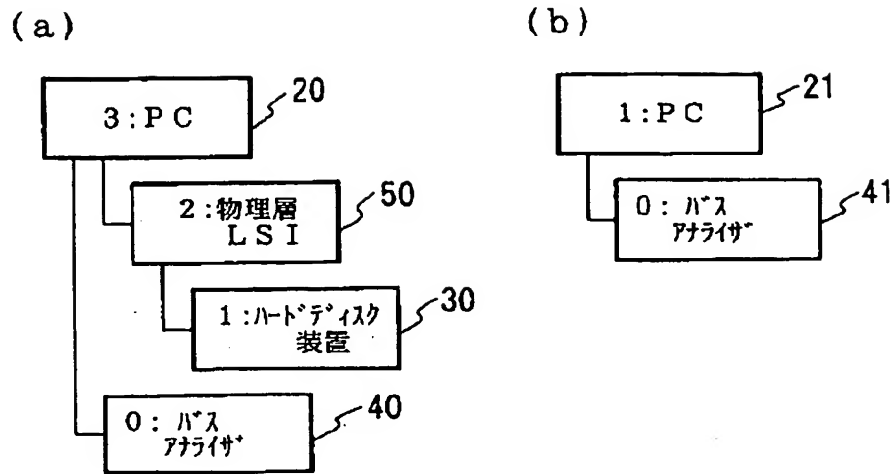 (a)
3:PC
20
2:物理層
LSI
50
1:ハードディスク
装置
30
0:バス
アナライザ
40
(b)
1:PC
21
0:バス
アナライザ
41